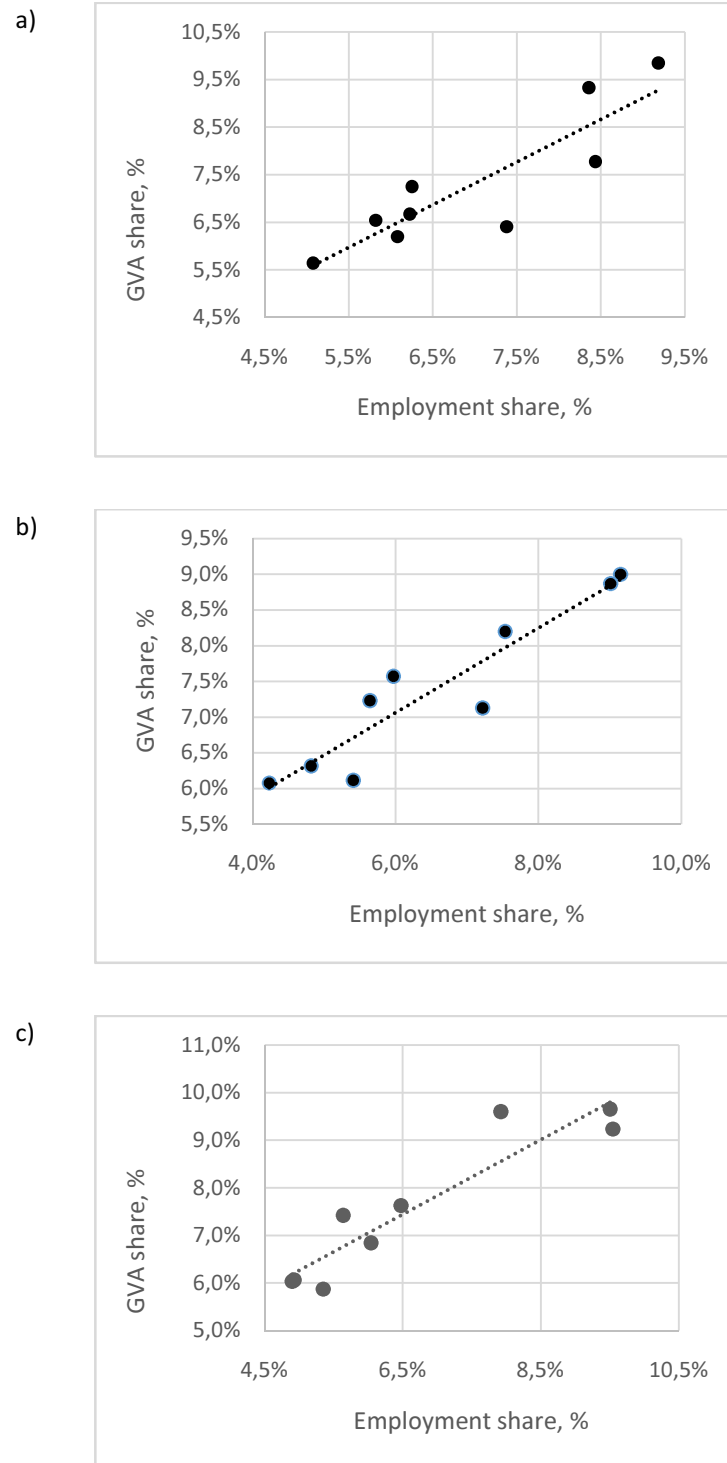 a)
10,5%
9,5%
8,5%
7,5%
6,5%
5,5%
4,5%
GVA share, %
4,5% 5,5% 6,5% 7,5% 8,5% 9,5%
Employment share, %
b)
9,5%
9,0%
8,5%
8,0%
7,5%
7,0%
6,5%
6,0%
5,5%
GVA share, %
4,0% 6,0% 8,0% 10,0%
Employment share, %
c)
11,0%
10,0%
9,0%
8,0%
7,0%
6,0%
5,0%
GVA share, %
4,5% 6,5% 8,5% 10,5%
Employment share, %